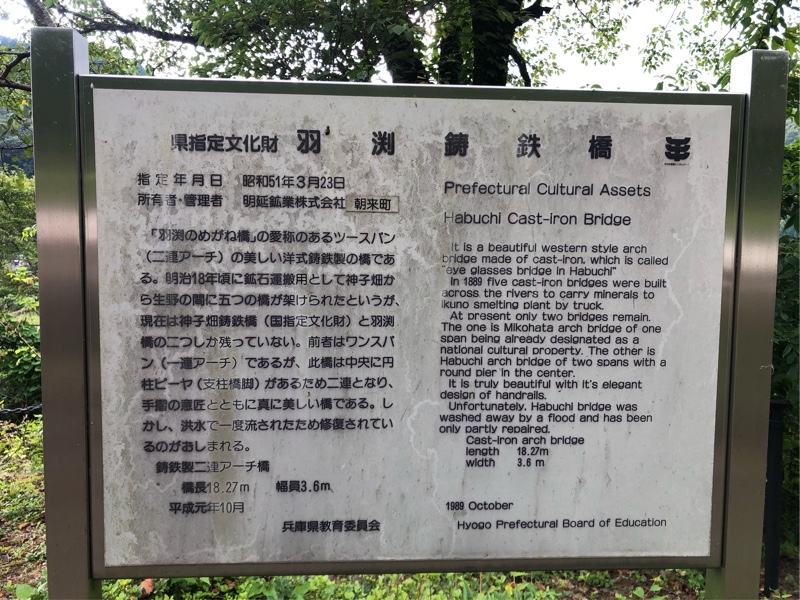 県指定文化財 羽渕鋳鉄橋
指定年月日 昭和51年3月23日
所有者・管理者 明延鉱業株式会社 朝来町
「羽渕のめがね橋」の愛称のあるツースパン
(二連アーチ)の美しい洋式鋳鉄製の橋であ
る。明治18年頃に鉱石運搬用として神子畑か
ら生野の間に五つの橋が架けられたというが、
現在は神子畑鋳鉄橋(国指定文化財)と羽渕
橋の二つしか残っていない。前者はワンスパ
ン(一連アーチ)であるが、此橋は中央に円
柱ピーヤ(支柱橋脚)があるため二連となり、
手摺の意匠とともに真に美しい橋である。し
かし、洪水で一度流されたため修復されてい
るのがおしまれる。
鋳鉄製二連アーチ橋
橋長18.27m 幅員3.6m
平成元年10月
兵庫県教育委員会
Prefectural Cultural Assets
Habuchi Cast-iron Bridge
It is a beautiful western style arch
bridge made of cast-iron, which is called
"eye glasses bridge in Habuchi"
In 1889 five cast-iron bridges were built
across the rivers to carry minerals to
Ikuno smelting plant by truck.
At present only two bridges remain.
The one is Mikohata arch bridge of one
span being already designated as a
national cultural property. The other is
Habuchi arch bridge of two spans with a
round pier in the center.
It is truly beautiful with it's elegant
design of handrails.
Unfortunately, Habuchi bridge was
washed away by a flood and has been
only partly repaired.
Cast-iron arch bridge
length 18.27m
width 3.6 m
1989 October
Hyogo Prefectural Board of Education